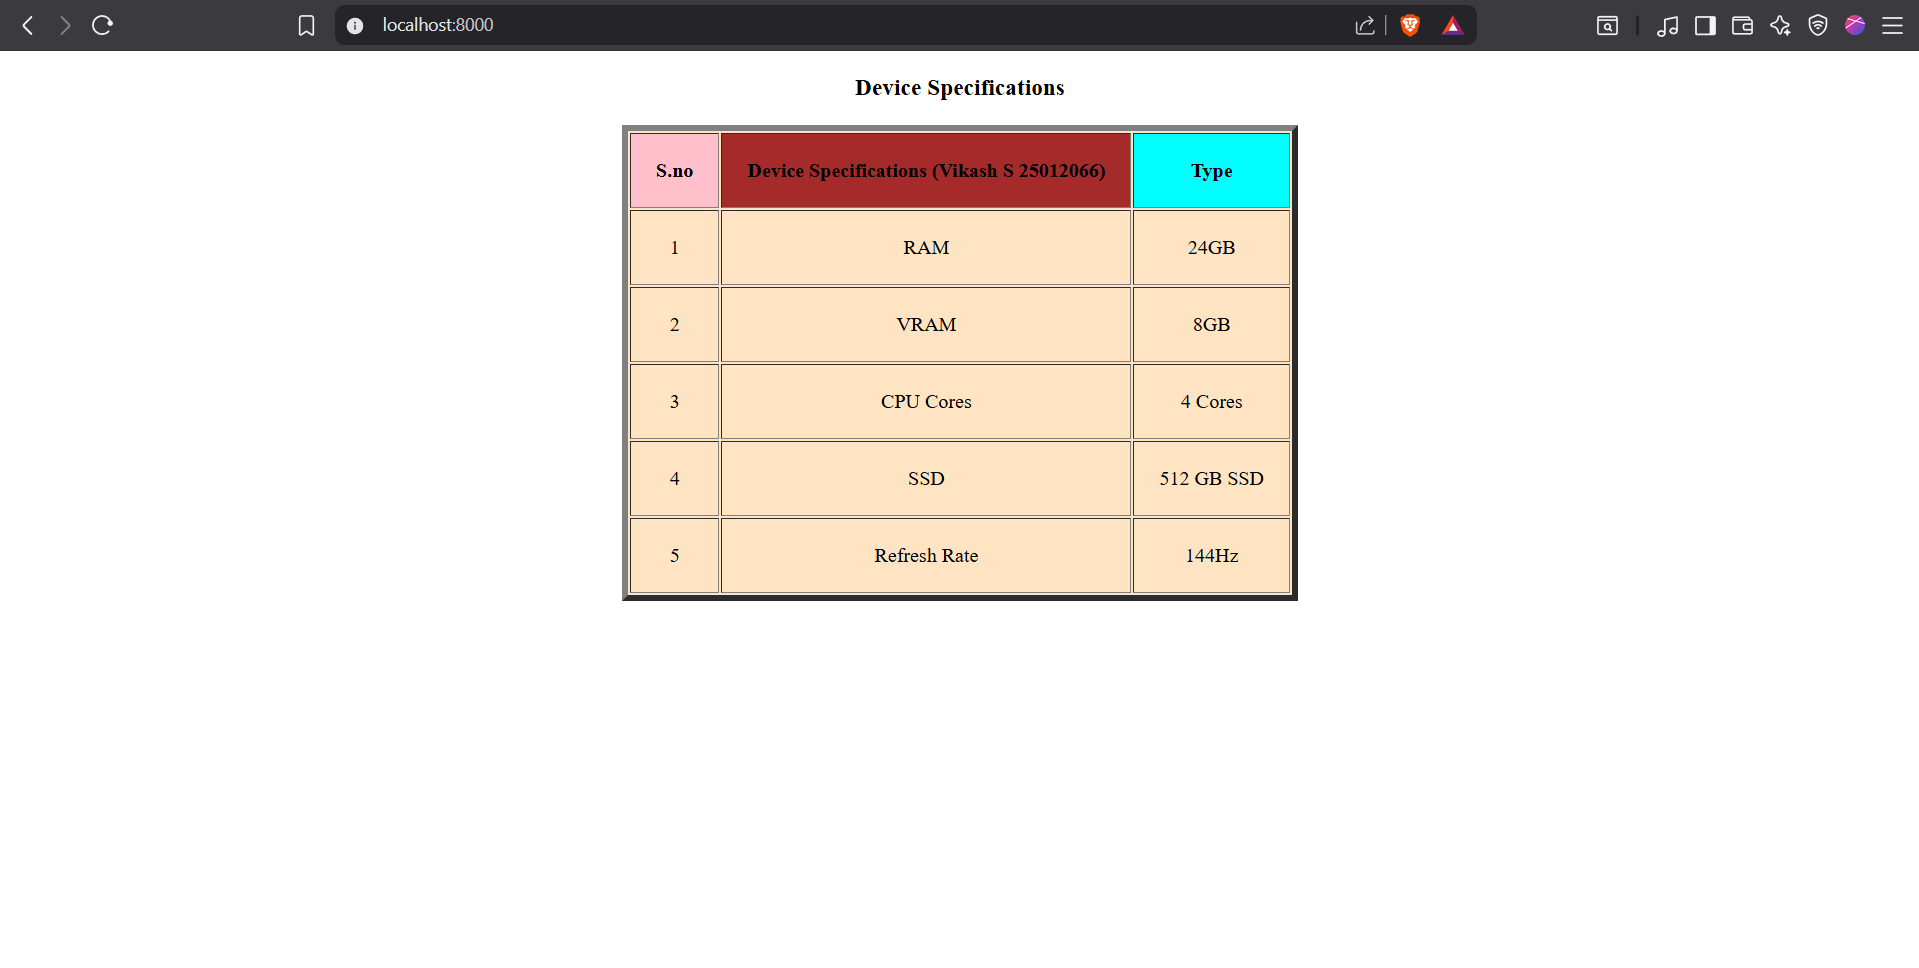 localhost:8000
Device Specifications
S.no Device Specifications (Vikash S 25012066) Type
1 RAM 24GB
2 VRAM 8GB
3 CPU Cores 4 Cores
4 SSD 512 GB SSD
5 Refresh Rate 144Hz